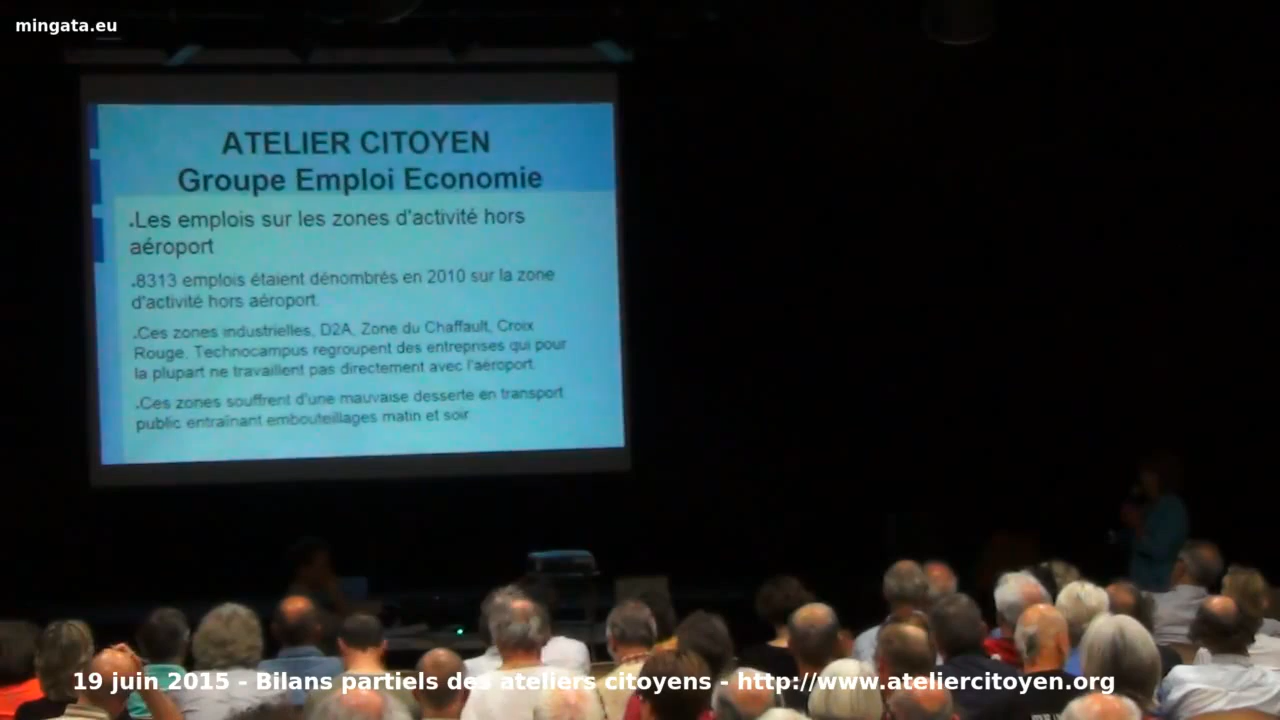 mingata.eu
ATELIER CITOYEN
Groupe Emploi Economie
.Les emplois sur les zones d'activité hors
aéroport
.8313 emplois étaient dénombrés en 2010 sur la zone
d'activité hors aéroport.
.Ces zones industrielles, D2A, Zone du Chaffault, Croix
Rouge, Technocampus regroupent des entreprises qui pour
la plupart ne travaillent pas directement avec l'aéroport.
.Ces zones souffrent d'une mauvaise desserte en transport
public entraînant embouteillages matin et soir
19 juin 2015 - Bilans partiels des ateliers citoyens - http://www.ateliercitoyen.org